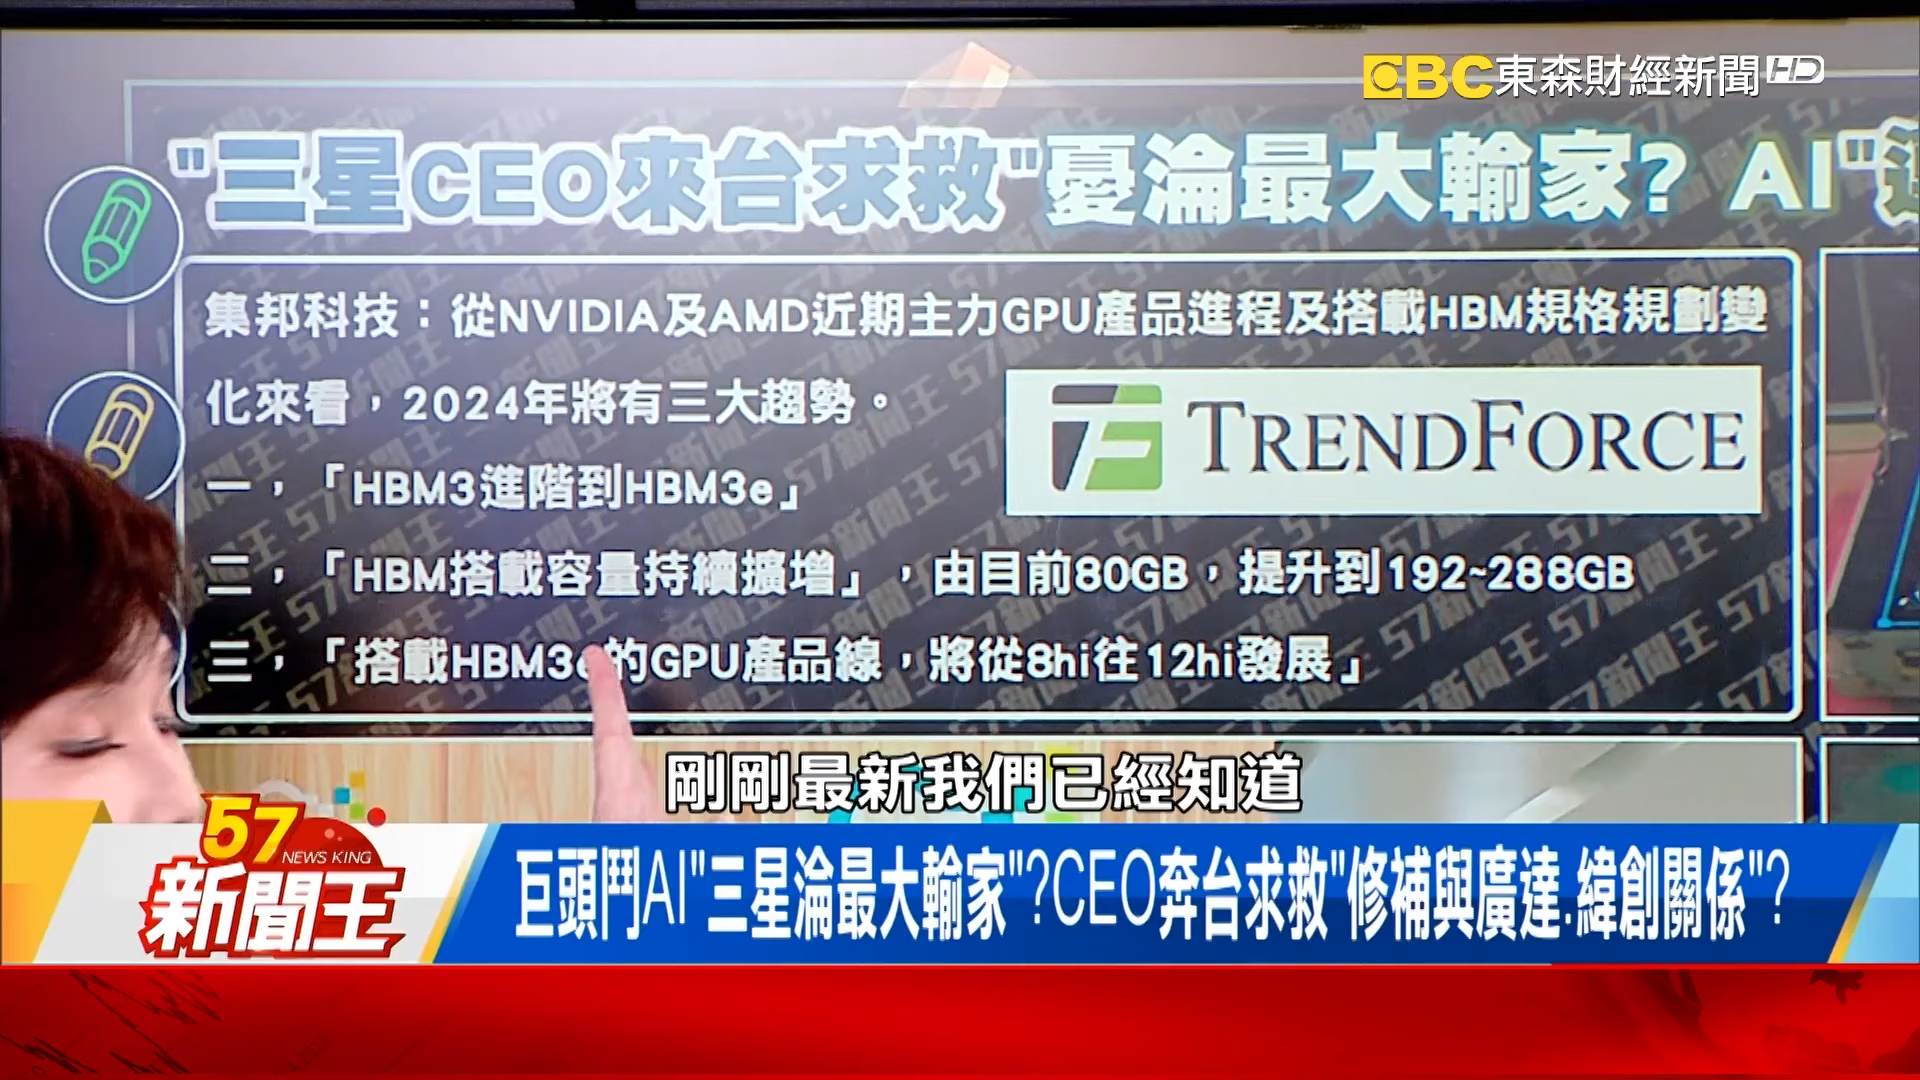 EBC東森財經新聞HD
"三星CEO來台求救"憂淪最大輸家? AI"
集邦科技：從NVIDIA及AMD近期主力GPU產品進程及搭載HBM規格規劃變
化來看，2024年將有三大趨勢。
TRENDFORCE
一，「HBM3進階到HBM3e」
二，「HBM搭載容量持續擴增」，由目前80GB，提升到192~288GB
三，「搭載HBM3e的GPU產品線，將從8hi往12hi發展」
剛剛最新我們已經知道
57
NEWS KING
新聞王
巨頭鬥AI"三星淪最大輸家"?CEO奔台求救"修補與廣達.緯創關係"?